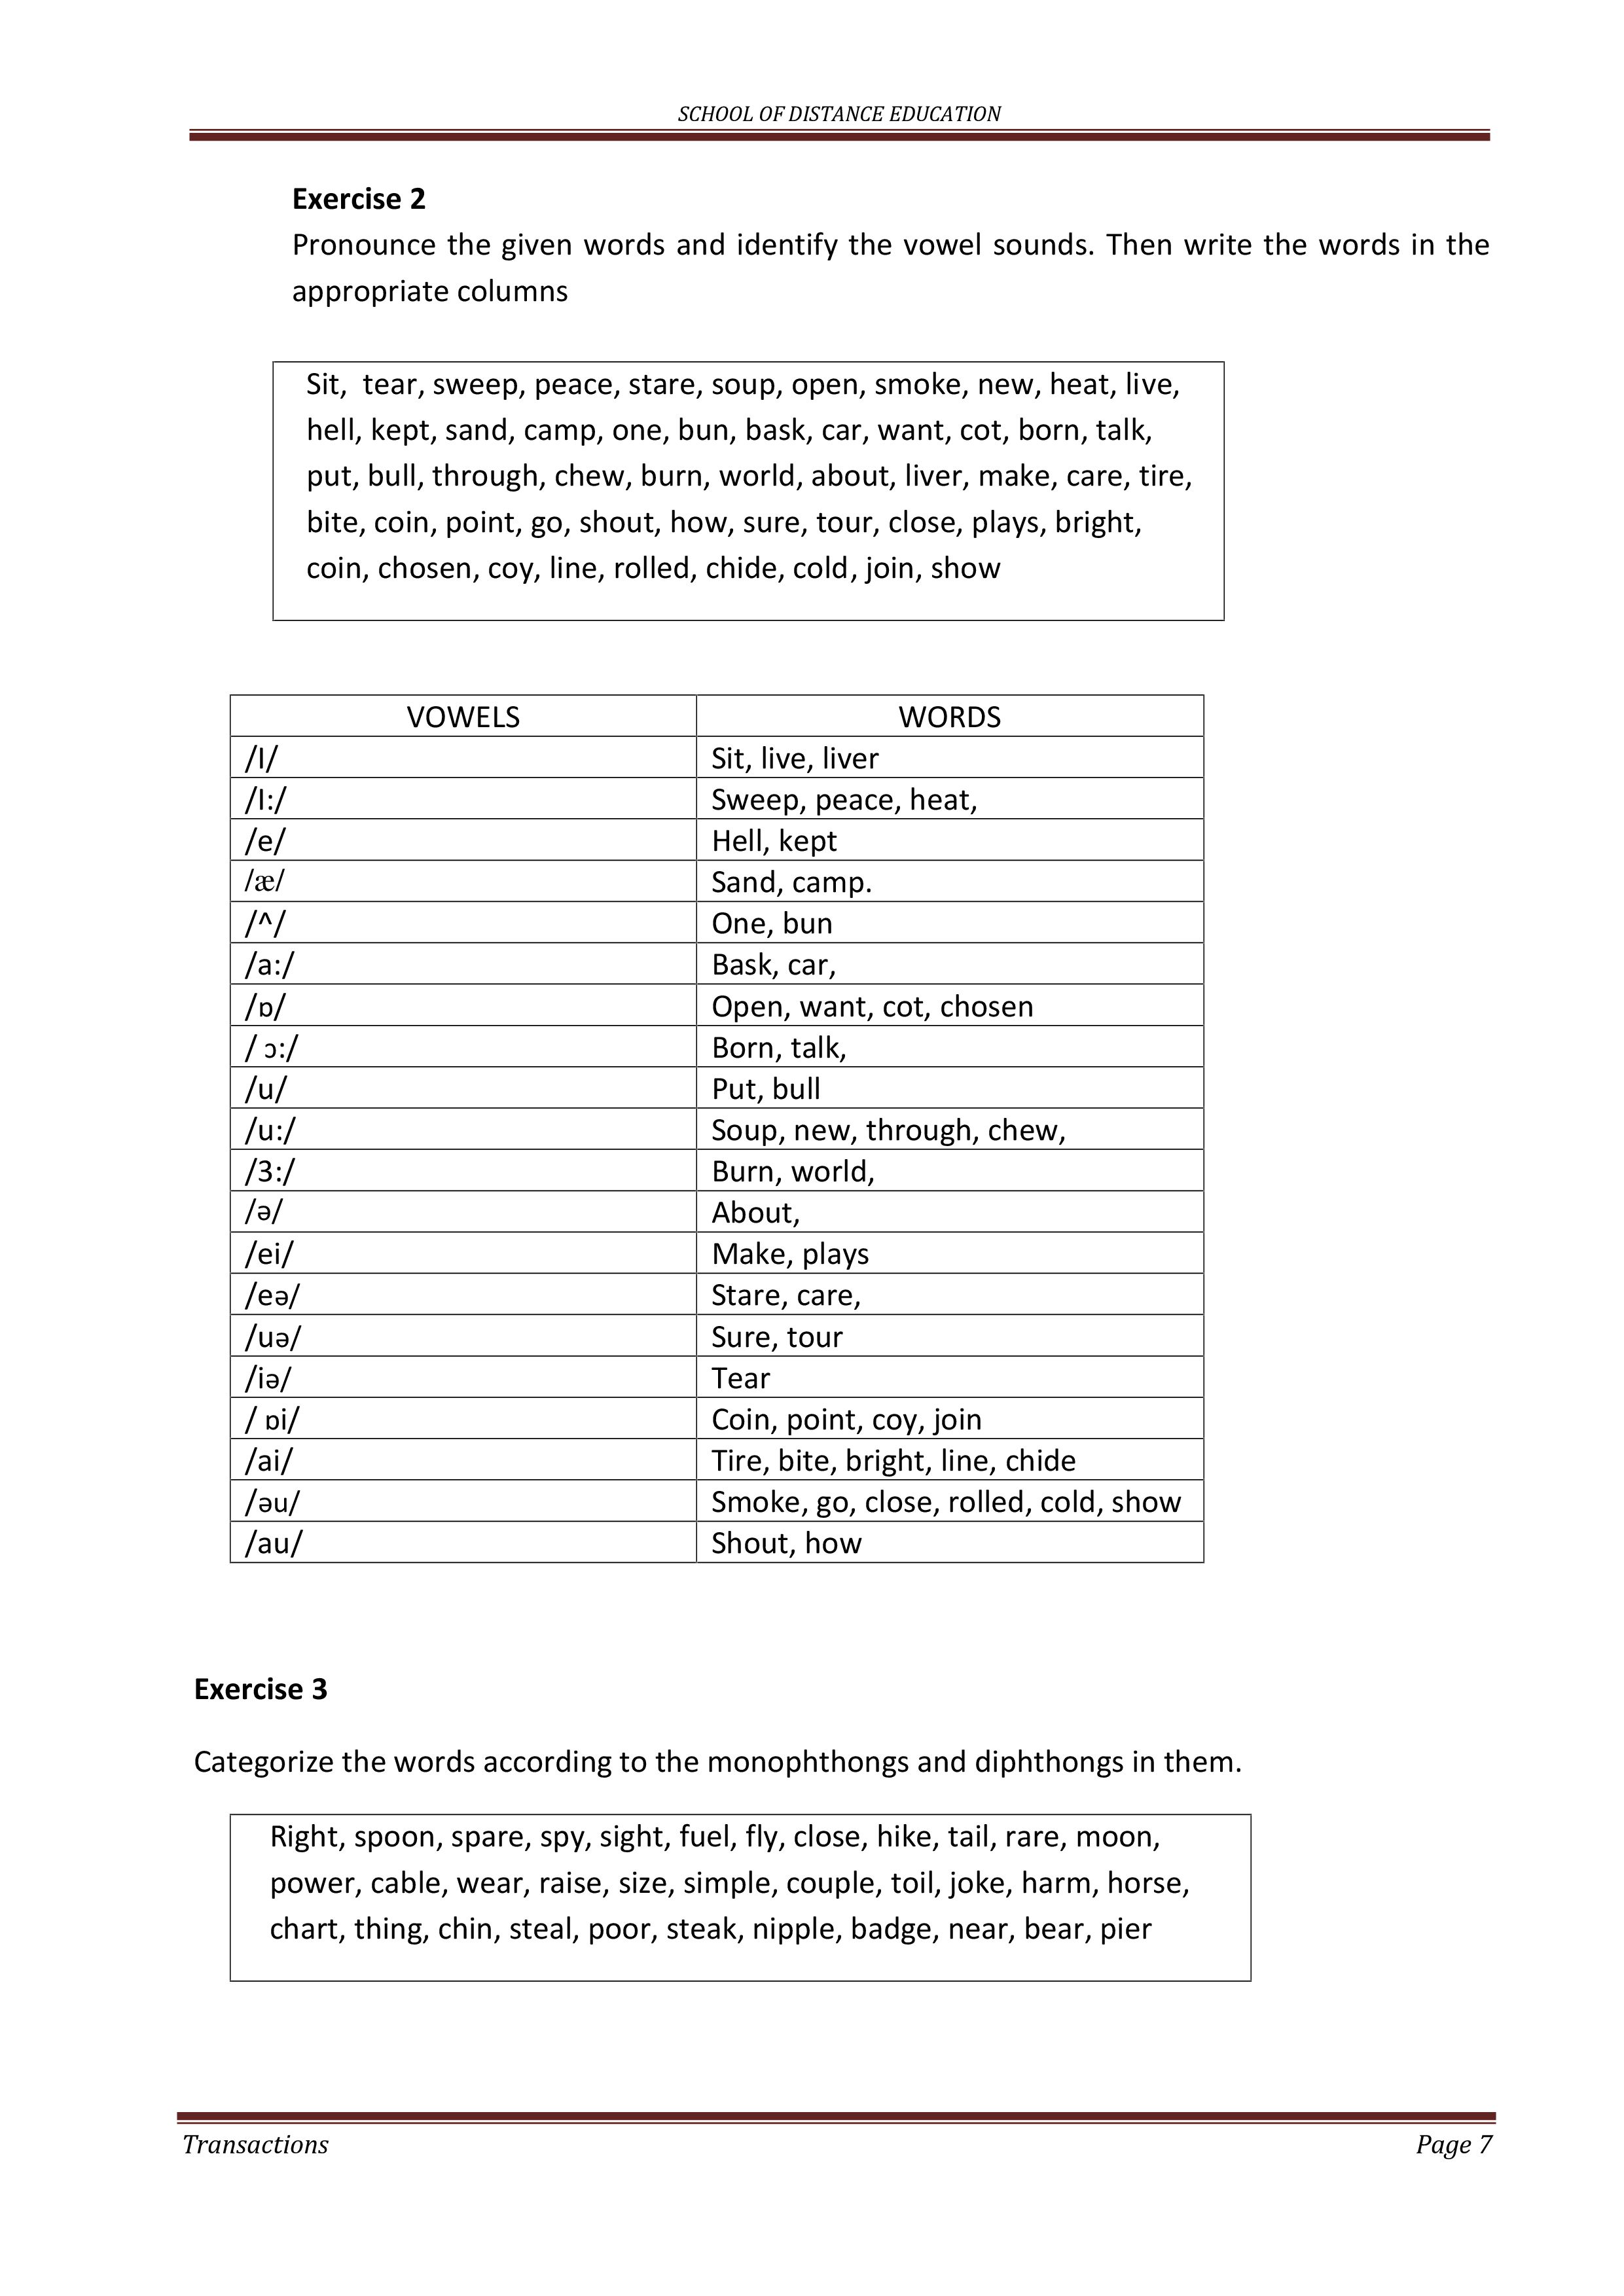 SCHOOL OF DISTANCE EDUCATION
Exercise 2
Pronounce the given words and identify the vowel sounds. Then write the words in the
appropriate columns
Sit, tear, sweep, peace, stare, soup, open, smoke, new, heat, live,
hell, kept, sand, camp, one, bun, bask, car, want, cot, born, talk,
put, bull, through, chew, burn, world, about, liver, make, care, tire,
bite, coin, point, go, shout, how, sure, tour, close, plays, bright,
coin, chosen, coy, line, rolled, chide, cold, join, show
VOWELS WORDS
/I/ Sit, live, liver
/I:/ Sweep, peace, heat,
/e/ Hell, kept
/æ/ Sand, camp.
/^/ One, bun
/a:/ Bask, car,
/ɒ/ Open, want, cot, chosen
/ ɔ:/ Born, talk,
/u/ Put, bull
/u:/ Soup, new, through, chew,
/3:/ Burn, world,
/ə/ About,
/ei/ Make, plays
/eə/ Stare, care,
/uə/ Sure, tour
/iə/ Tear
/ ɒi/ Coin, point, coy, join
/ai/ Tire, bite, bright, line, chide
/əu/ Smoke, go, close, rolled, cold, show
/au/ Shout, how
Exercise 3
Categorize the words according to the monophthongs and diphthongs in them.
Right, spoon, spare, spy, sight, fuel, fly, close, hike, tail, rare, moon,
power, cable, wear, raise, size, simple, couple, toil, joke, harm, horse,
chart, thing, chin, steal, poor, steak, nipple, badge, near, bear, pier
Transactions Page 7